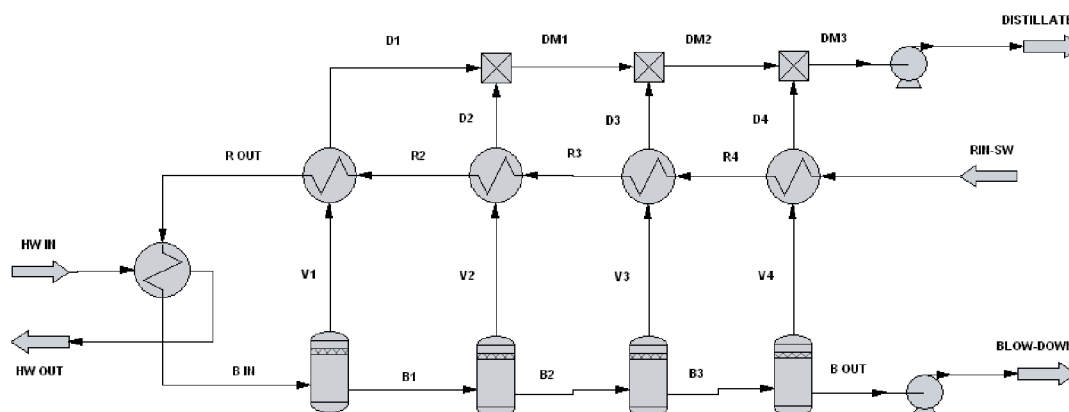 DISTILLATE
D1
DM1
DM2
DM3
D2
D3
D4
R OUT
R2
R3
R4
RIN-SW
HW IN
V1
V2
V3
V4
HW OUT
B IN
B1
B2
B3
B OUT
BLOW-DOWN